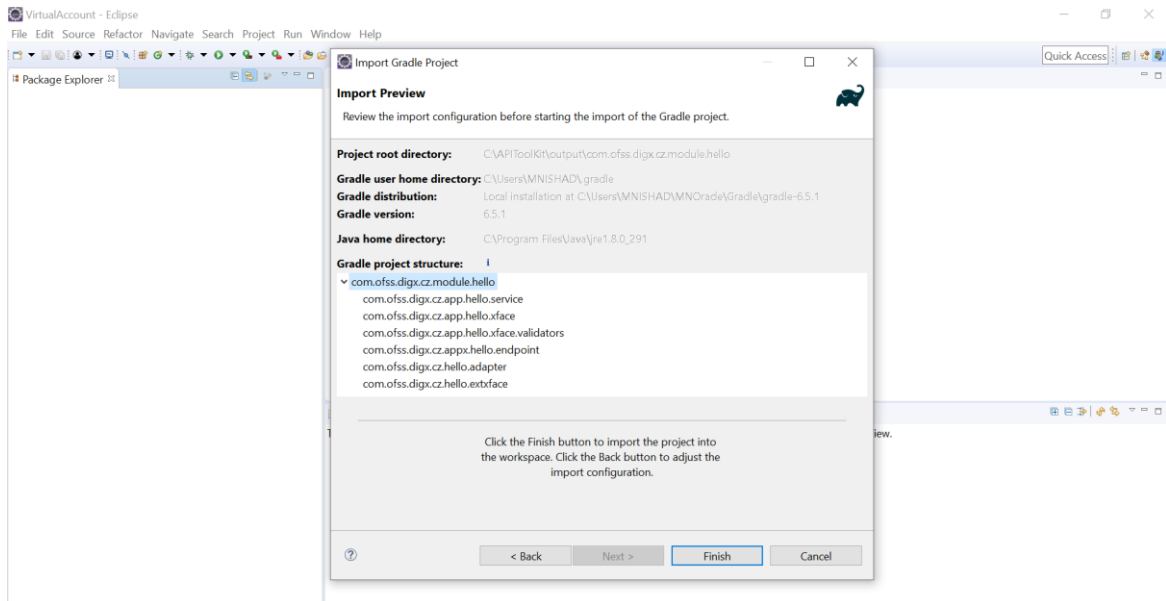 VirtualAccount - Eclipse
File Edit Source Refactor Navigate Search Project Run Window Help
Quick Access
Package Explorer
Import Gradle Project
Import Preview
Review the import configuration before starting the import of the Gradle project.
Project root directory: C:\APIToolKit\output\com.ofss.digx.cz.module.hello
Gradle user home directory: C:\Users\MNISHAD\.gradle
Gradle distribution: Local installation at C:\Users\MNISHAD\MNOracle\Gradle\gradle-6.5.1
Gradle version: 6.5.1
Java home directory: C:\Program Files\Java\jre1.8.0_291
Gradle project structure: i
com.ofss.digx.cz.module.hello
com.ofss.digx.cz.app.hello.service
com.ofss.digx.cz.app.hello.xface
com.ofss.digx.cz.app.hello.xface.validators
com.ofss.digx.cz.appx.hello.endpoint
com.ofss.digx.cz.hello.adapter
com.ofss.digx.cz.hello.extxface
iew.
Click the Finish button to import the project into
the workspace. Click the Back button to adjust the
import configuration.
< Back Next > Finish Cancel